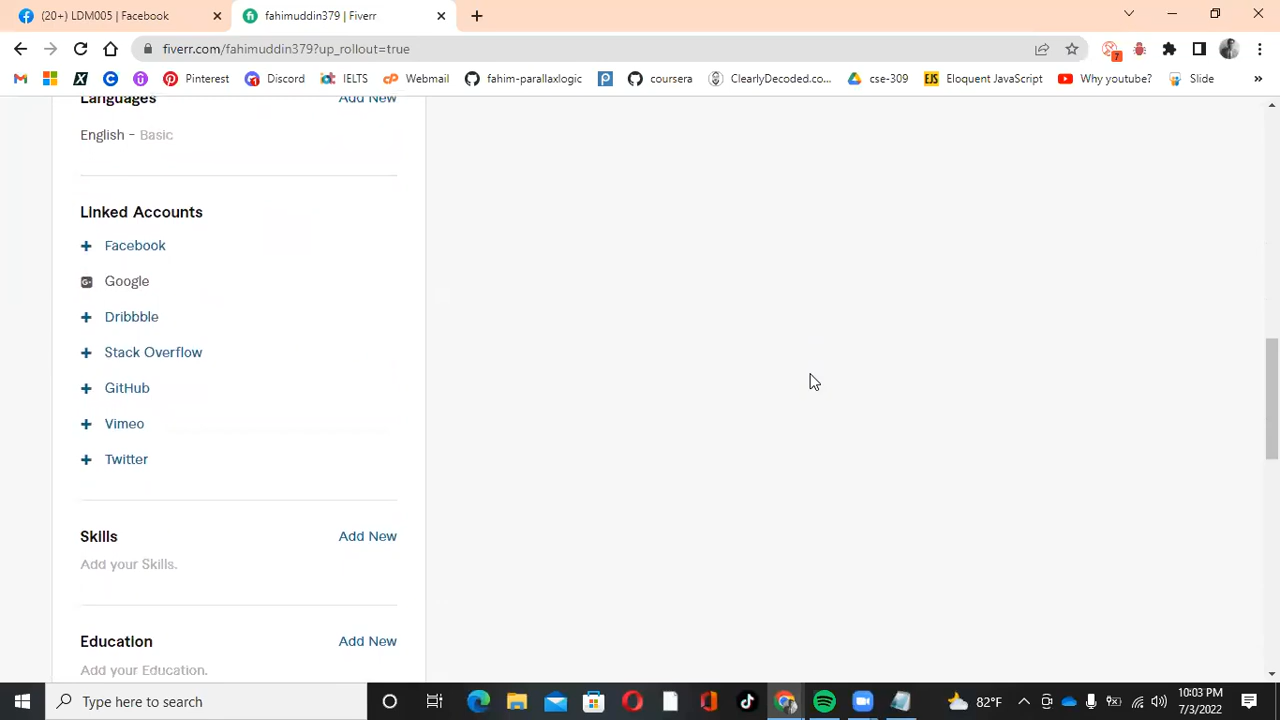 (20+) LDM005 | Facebook
fahimuddin379 | Fiverr
fiverr.com/fahimuddin379?up_rollout=true
7
Pinterest
Discord
IELTS
Webmail
fahim-parallaxlogic
coursera
ClearlyDecoded.co...
cse-309
EJS
Eloquent JavaScript
Why youtube?
Slide
Languages
Add New
English - Basic
Linked Accounts
Facebook
Google
Dribbble
Stack Overflow
GitHub
Vimeo
Twitter
Skills
Add New
Add your Skills.
Education
Add New
Add your Education.
Type here to search
82°F
10:03 PM
7/3/2022